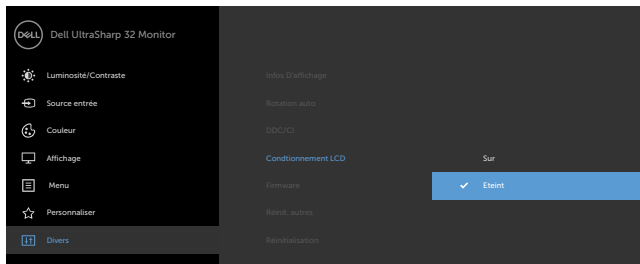 DELL Dell UltraSharp 32 Monitor
Luminosité/Contraste
Source entrée
Couleur
Affichage
Menu
Personnaliser
Divers
Infos D'affichage
Rotation auto
DDC/CI
Condtionnement LCD
Firmware
Réinit. autres
Réinitialisation
Sur
Eteint